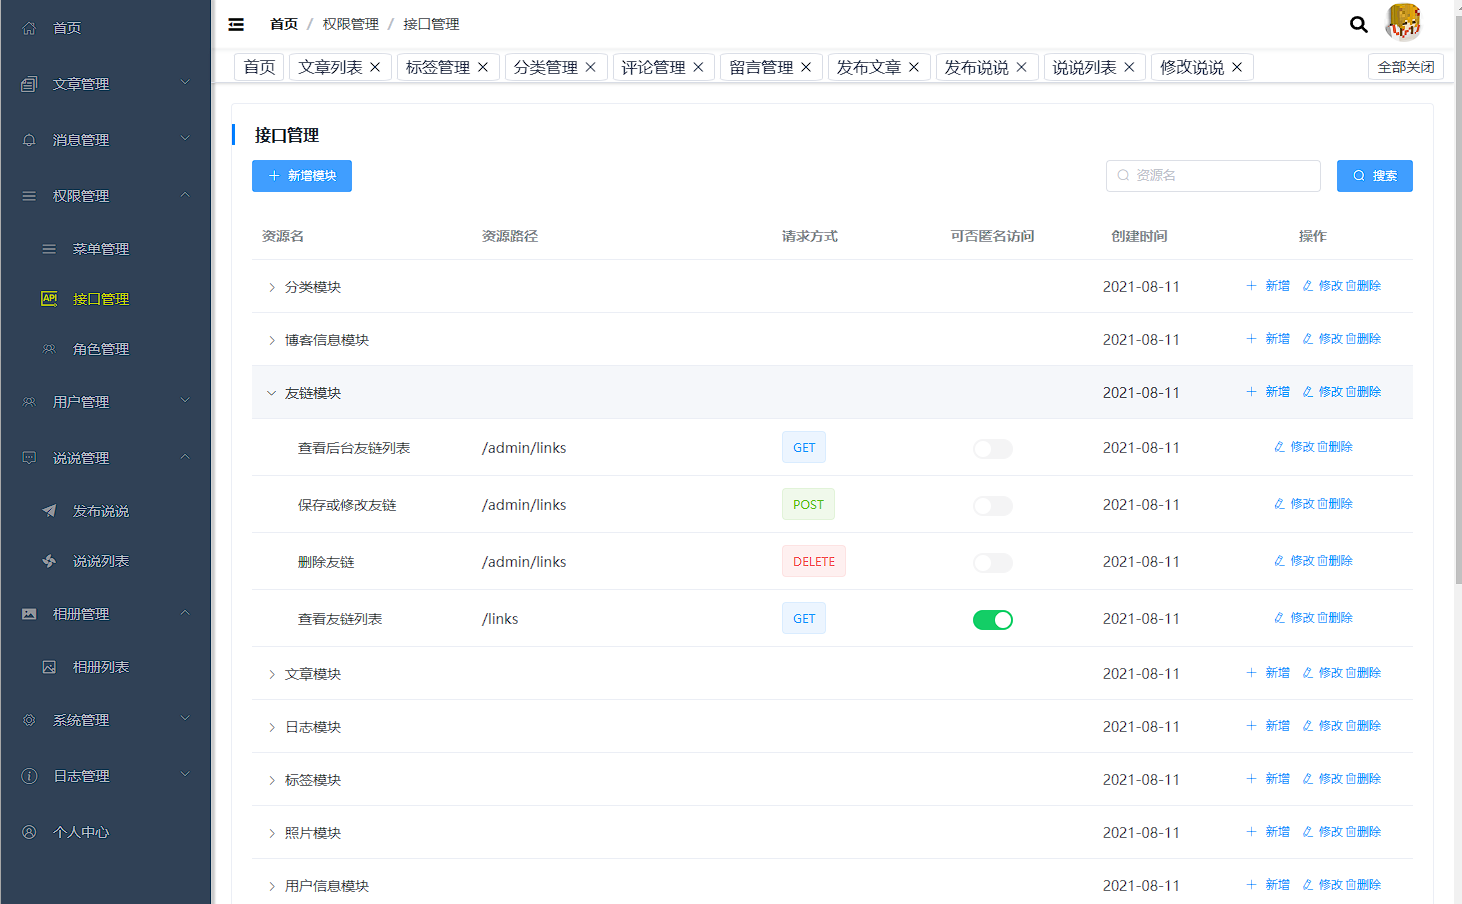 首页
文章管理
消息管理
权限管理
菜单管理
API 接口管理
角色管理
用户管理
说说管理
发布说说
说说列表
相册管理
相册列表
系统管理
日志管理
个人中心
首页 / 权限管理 / 接口管理
首页 文章列表 标签管理 分类管理 评论管理 留言管理 发布文章 发布说说 说说列表 修改说说 全部关闭
接口管理
新增模块 资源名 搜索
资源名 资源路径 请求方式 可否匿名访问 创建时间 操作
分类模块 2021-08-11 新增 修改 删除
博客信息模块 2021-08-11 新增 修改 删除
友链模块 2021-08-11 新增 修改 删除
查看后台友链列表 /admin/links GET 2021-08-11 修改 删除
保存或修改友链 /admin/links POST 2021-08-11 修改 删除
删除友链 /admin/links DELETE 2021-08-11 修改 删除
查看友链列表 /links GET 2021-08-11 修改 删除
文章模块 2021-08-11 新增 修改 删除
日志模块 2021-08-11 新增 修改 删除
标签模块 2021-08-11 新增 修改 删除
照片模块 2021-08-11 新增 修改 删除
用户信息模块 2021-08-11 新增 修改 删除